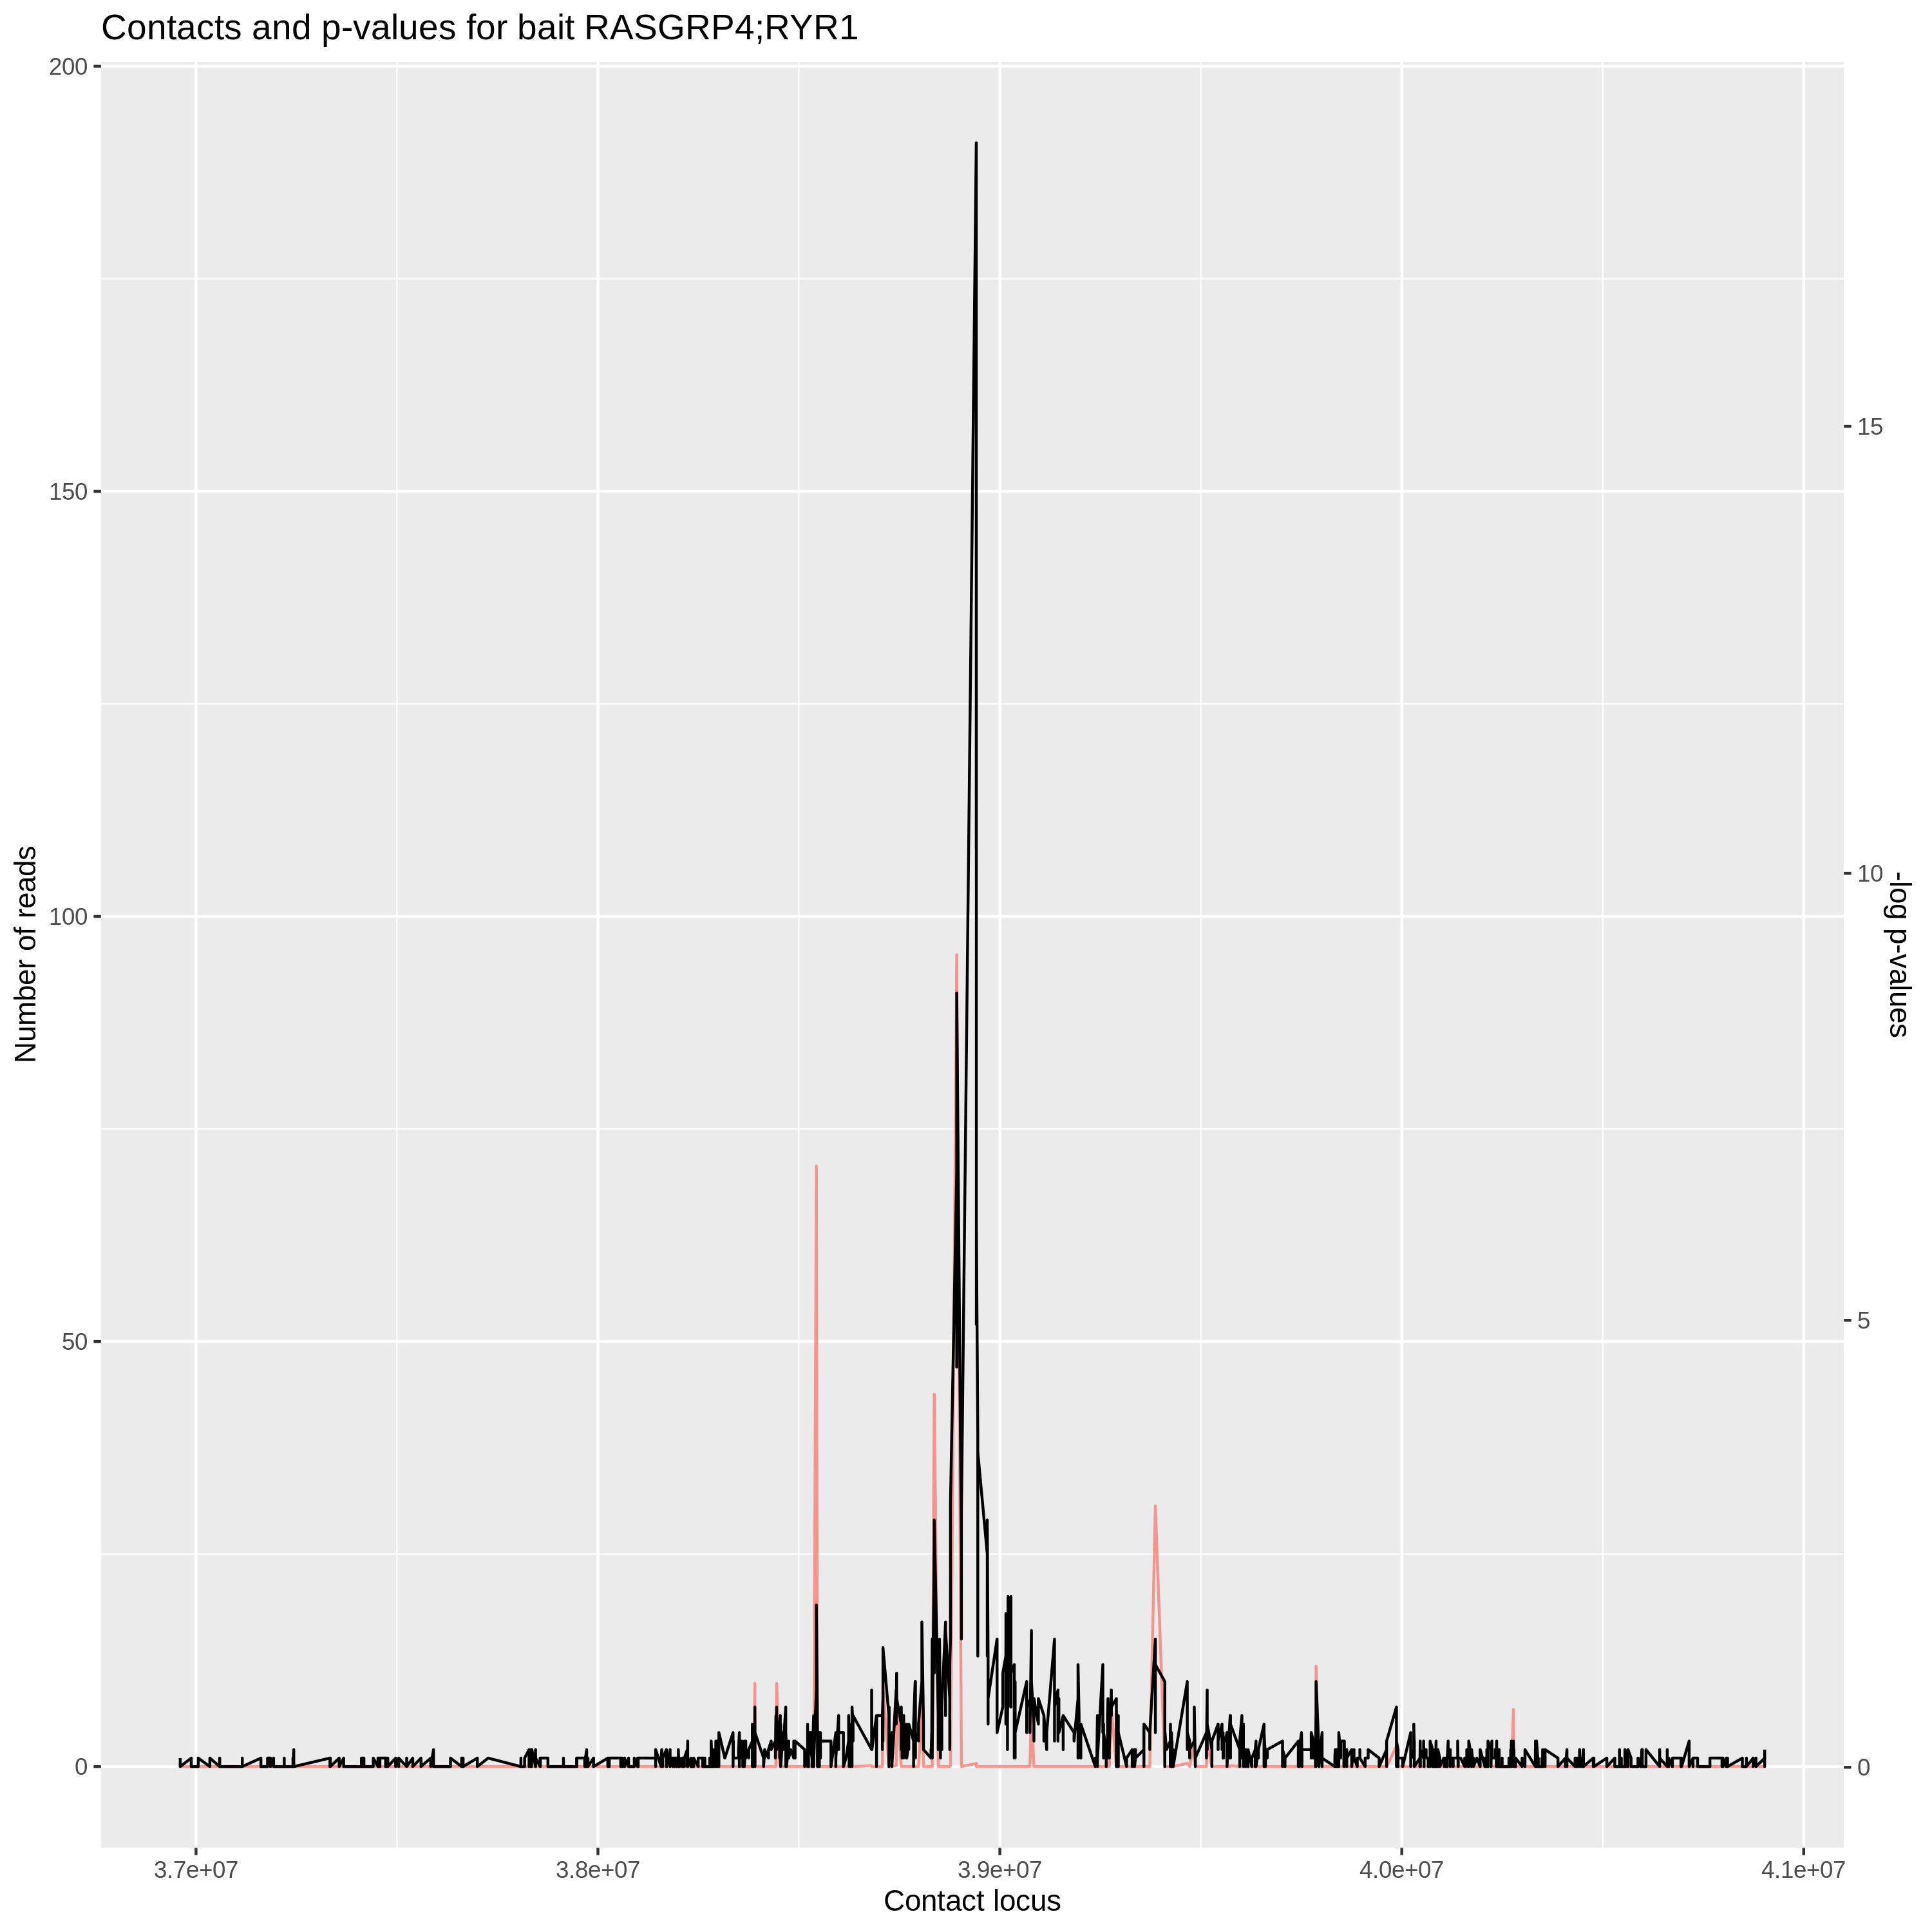 Contacts and p-values for bait RASGRP4;RYR1
200
150
100
50
0
Number of reads
15
10
5
0
-log p-values
3.7e+07 3.8e+07 3.9e+07 4.0e+07 4.1e+07
Contact locus